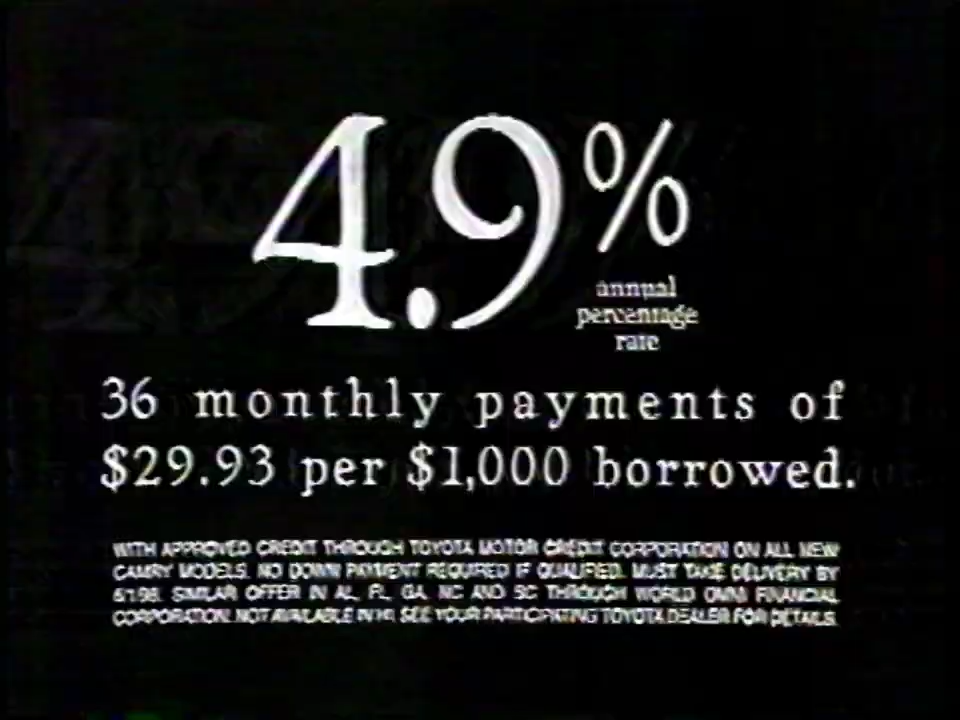 4.9%
annual
percentage
rate
36 monthly payments of
$29.93 per $1,000 borrowed.
WITH APPROVED CREDIT THROUGH TOYOTA MOTOR CREDIT CORPORATION ON ALL NEW
CAMRY MODELS. NO DOWN PAYMENT REQUIRED IF QUALIFIED. MUST TAKE DELIVERY BY
SIMILAR OFFER IN AL, FL, GA, NC AND SC THROUGH WORLD OMNI FINANCIAL
CORPORATION. NOT AVAILABLE IN HI. SEE YOUR PARTICIPATING TOYOTA DEALER FOR DETAILS.